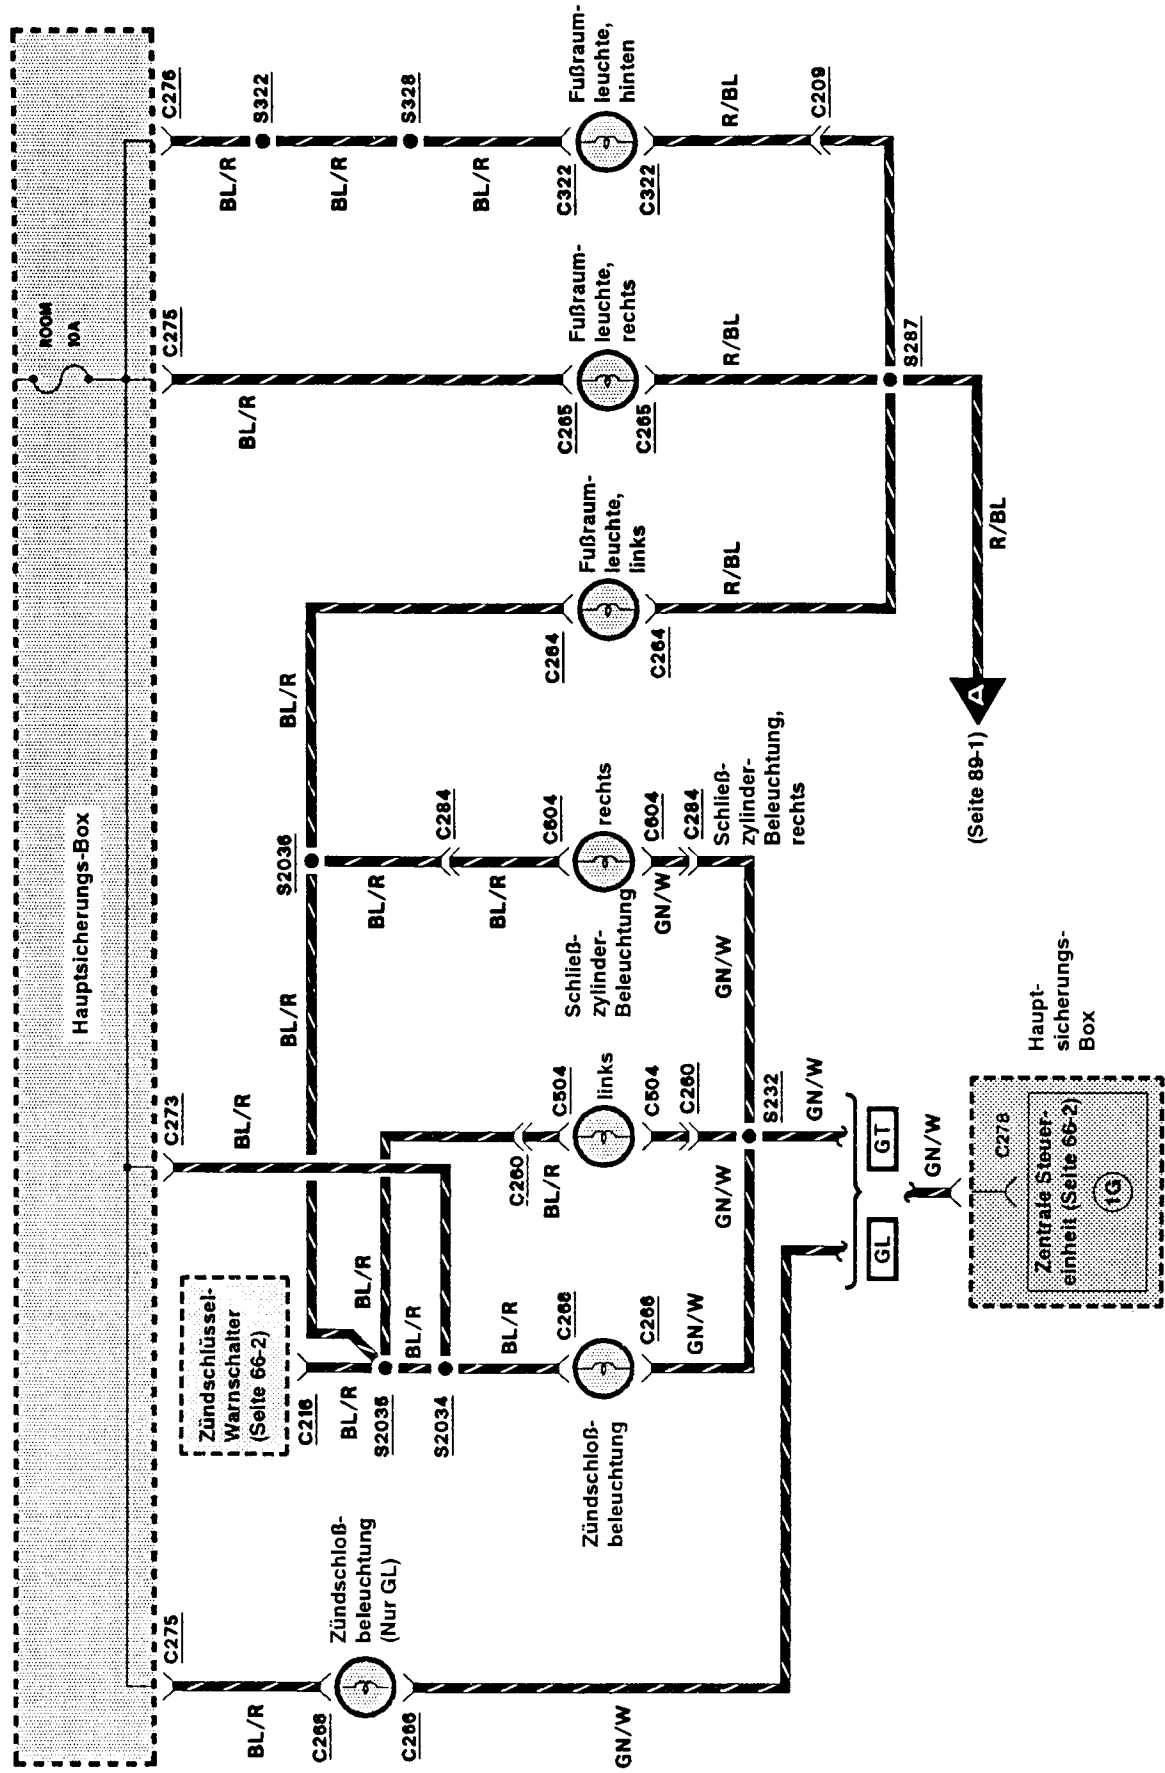 Hauptsicherungs-Box
ROOM
10A
C275
BL/R
C266
C266
Zündschloß-
beleuchtung
(Nur GL)
GN/W
Zündschlüssel-
Warnschalter
(Seite 66-2)
C216
BL/R
S2035
BL/R
S2034
BL/R
BL/R
C266
C266
Zündschloß-
beleuchtung
GN/W
C273
BL/R
C260
BL/R
C504
links
C504
C260
GN/W
S232
GN/W
BL/R
S2036
BL/R
BL/R
C284
BL/R
C604
rechts
Schließ-
zylinder-
Beleuchtung
C604
GN/W
C284
Schließ-
zylinder-
Beleuchtung,
rechts
GN/W
C264
Fußraum-
leuchte,
links
C264
R/BL
C275
BL/R
C265
Fußraum-
leuchte,
rechts
C265
R/BL
S287
C276
BL/R
S322
BL/R
S328
BL/R
C322
Fußraum-
leuchte,
hinten
C322
R/BL
C209
R/BL
A
(Seite 89-1)
GL
GT
GN/W
C278
Zentrale Steuer-
einheit (Seite 66-2)
1G
Haupt-
sicherungs-
Box